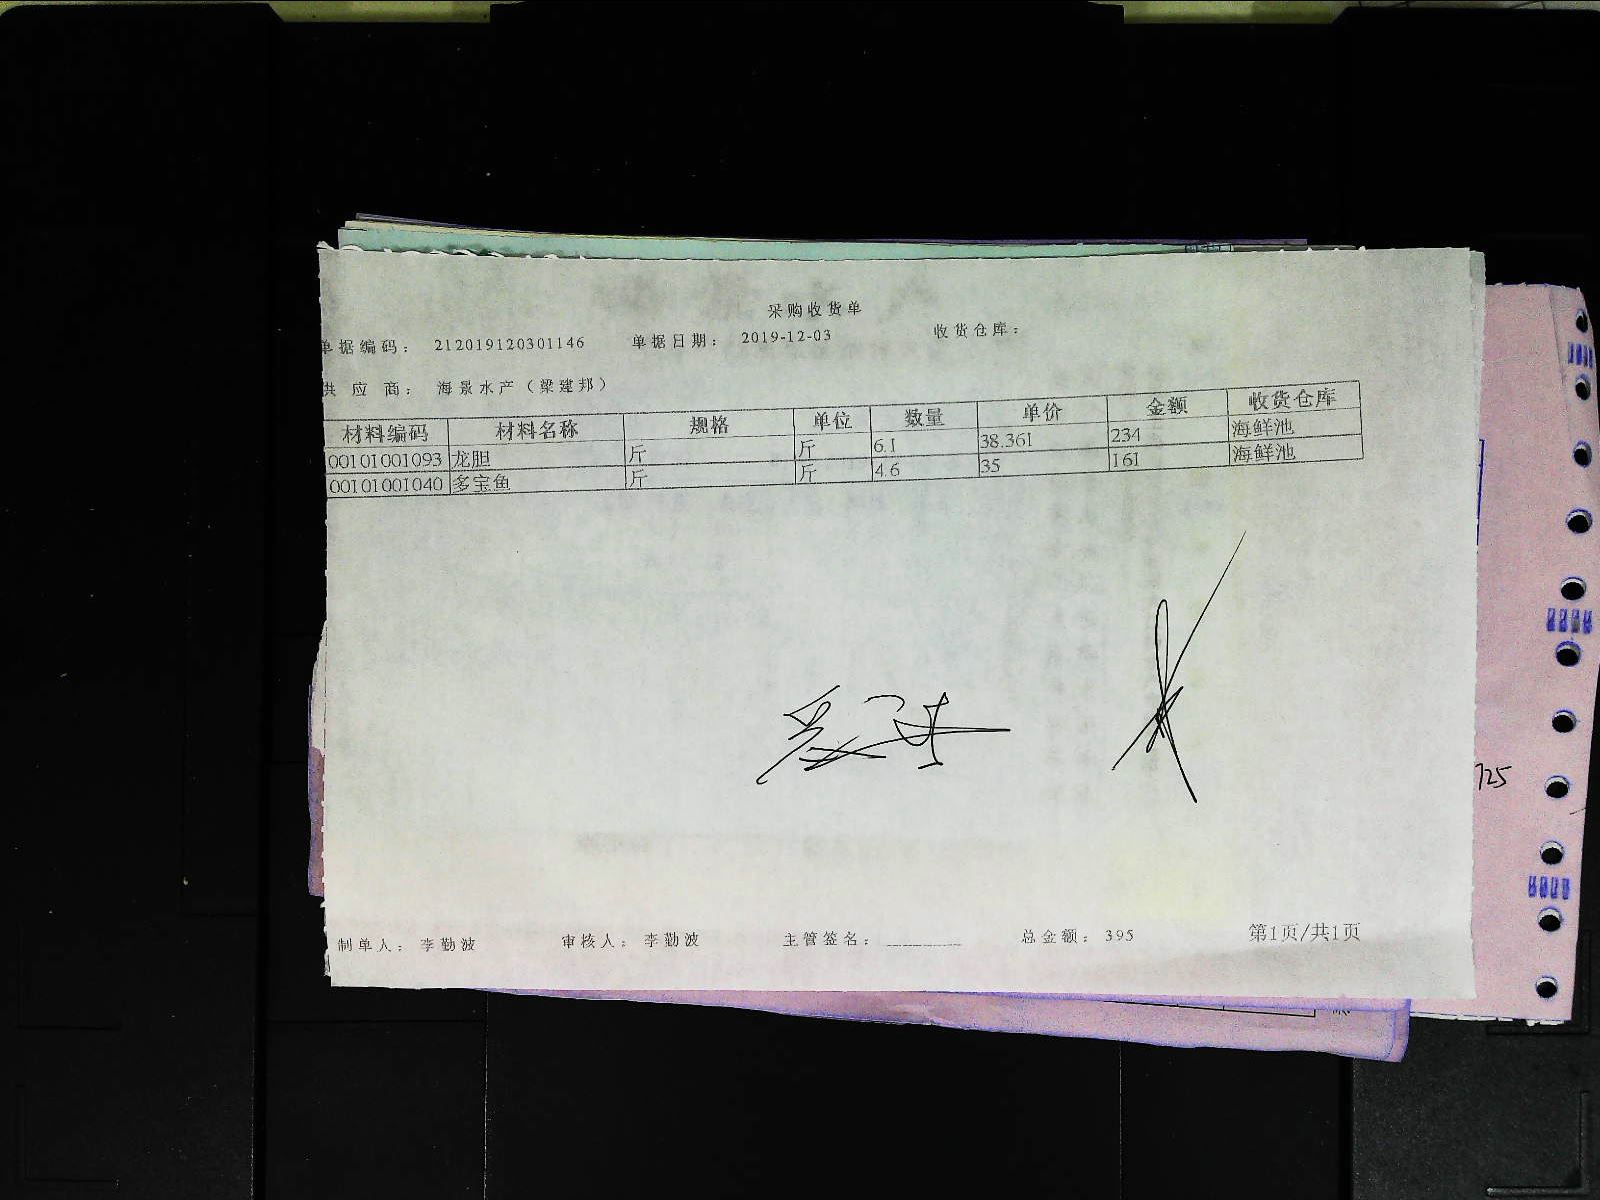 采购收货单
单据编码： 212019120301146 单据日期： 2019-12-03 收货仓库：
供 应 商： 海景水产（梁建邦）
材料编码 材料名称 规格 单位 数量 单价 金额 收货仓库
00101001093 龙胆 斤 斤 6.1 38.361 234 海鲜池
00101001040 多宝鱼 斤 斤 4.6 35 161 海鲜池
725
制单人： 李勤波 审核人： 李勤波 主管签名： 总金额： 395 第1页/共1页